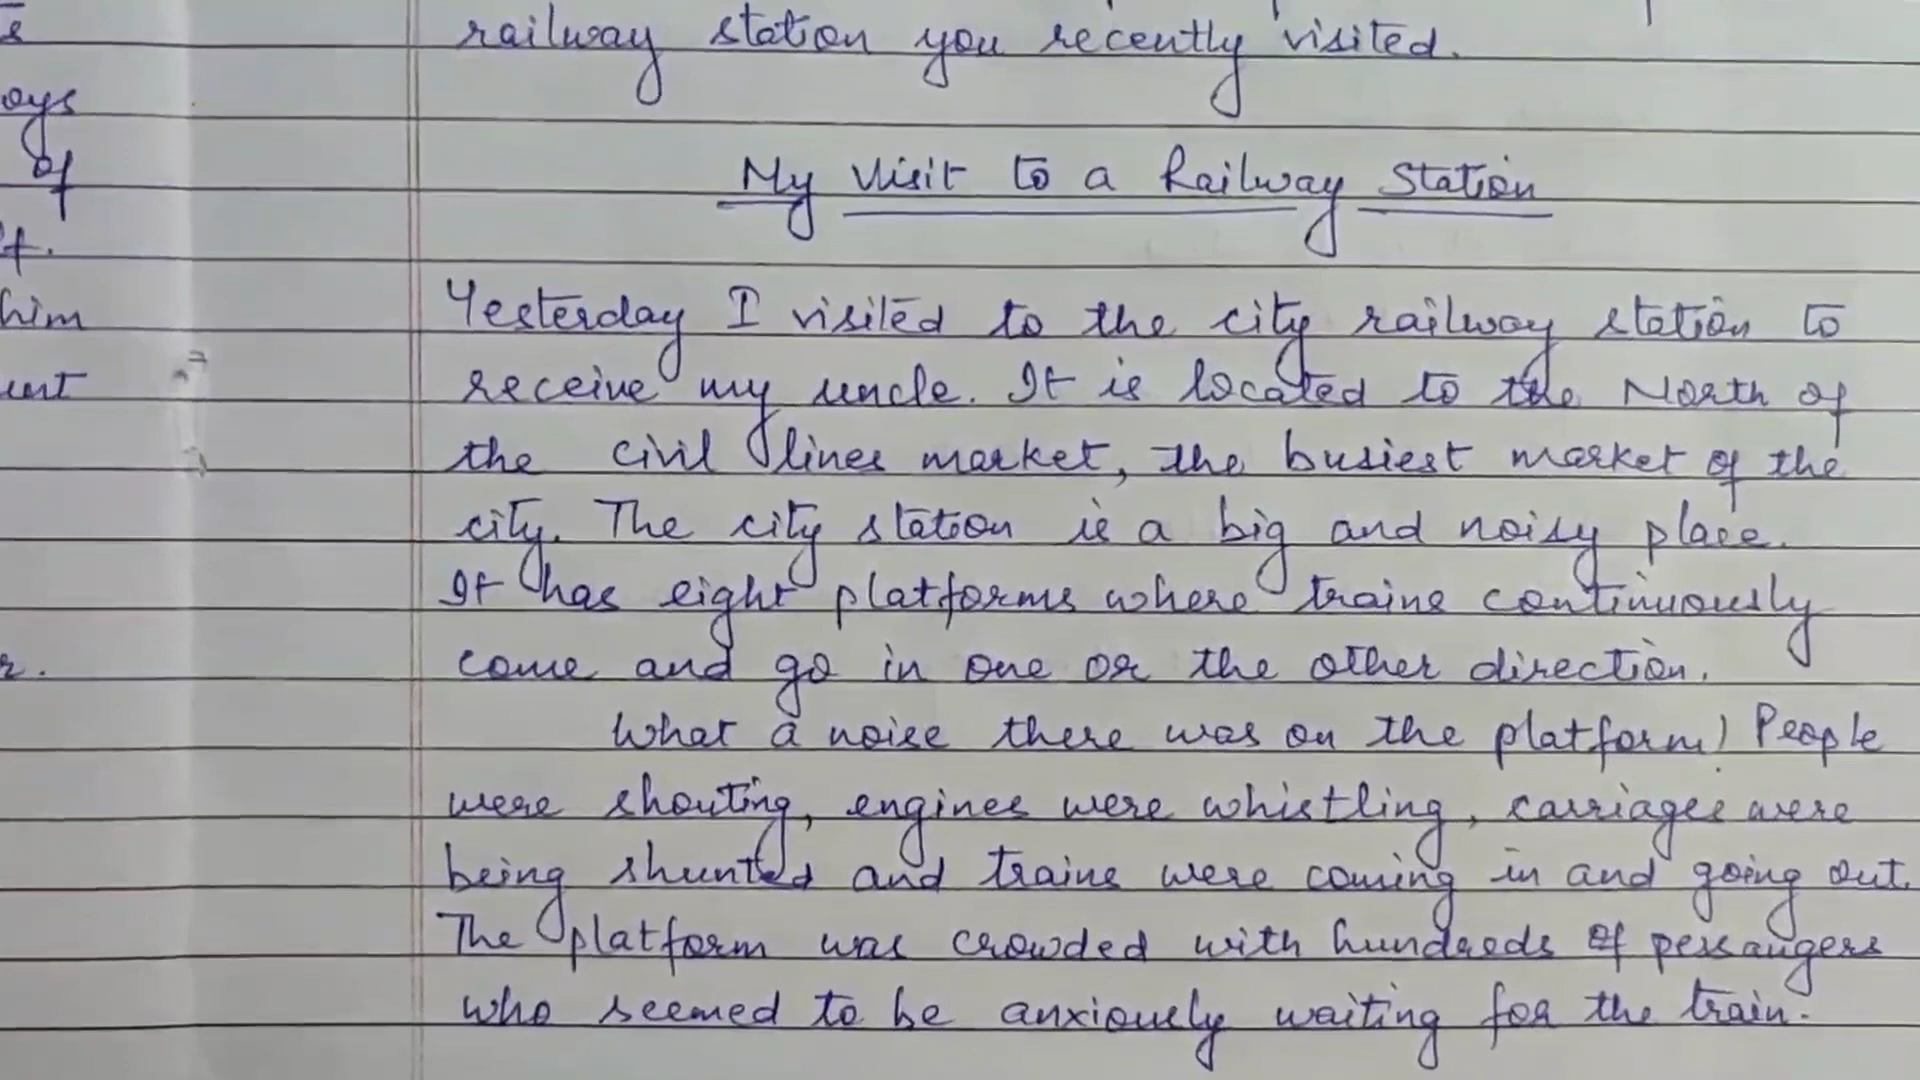 railway station you recently visited.
oys
of
My Visit to a Railway Station
him
Yesterday I visited to the city railway station to
receive my uncle. It is located to the North of
the civil lines market, the busiest market of the
city. The city station is a big and noisy place.
It has eight platforms where trains continuously
come and go in one or the other direction.
r.
What a noise there was on the platform! People
were shouting, engines were whistling, carriages were
being shunted and trains were coming in and going out.
The platform was crowded with hundreds of pessangers
who seemed to be anxiously waiting for the train.